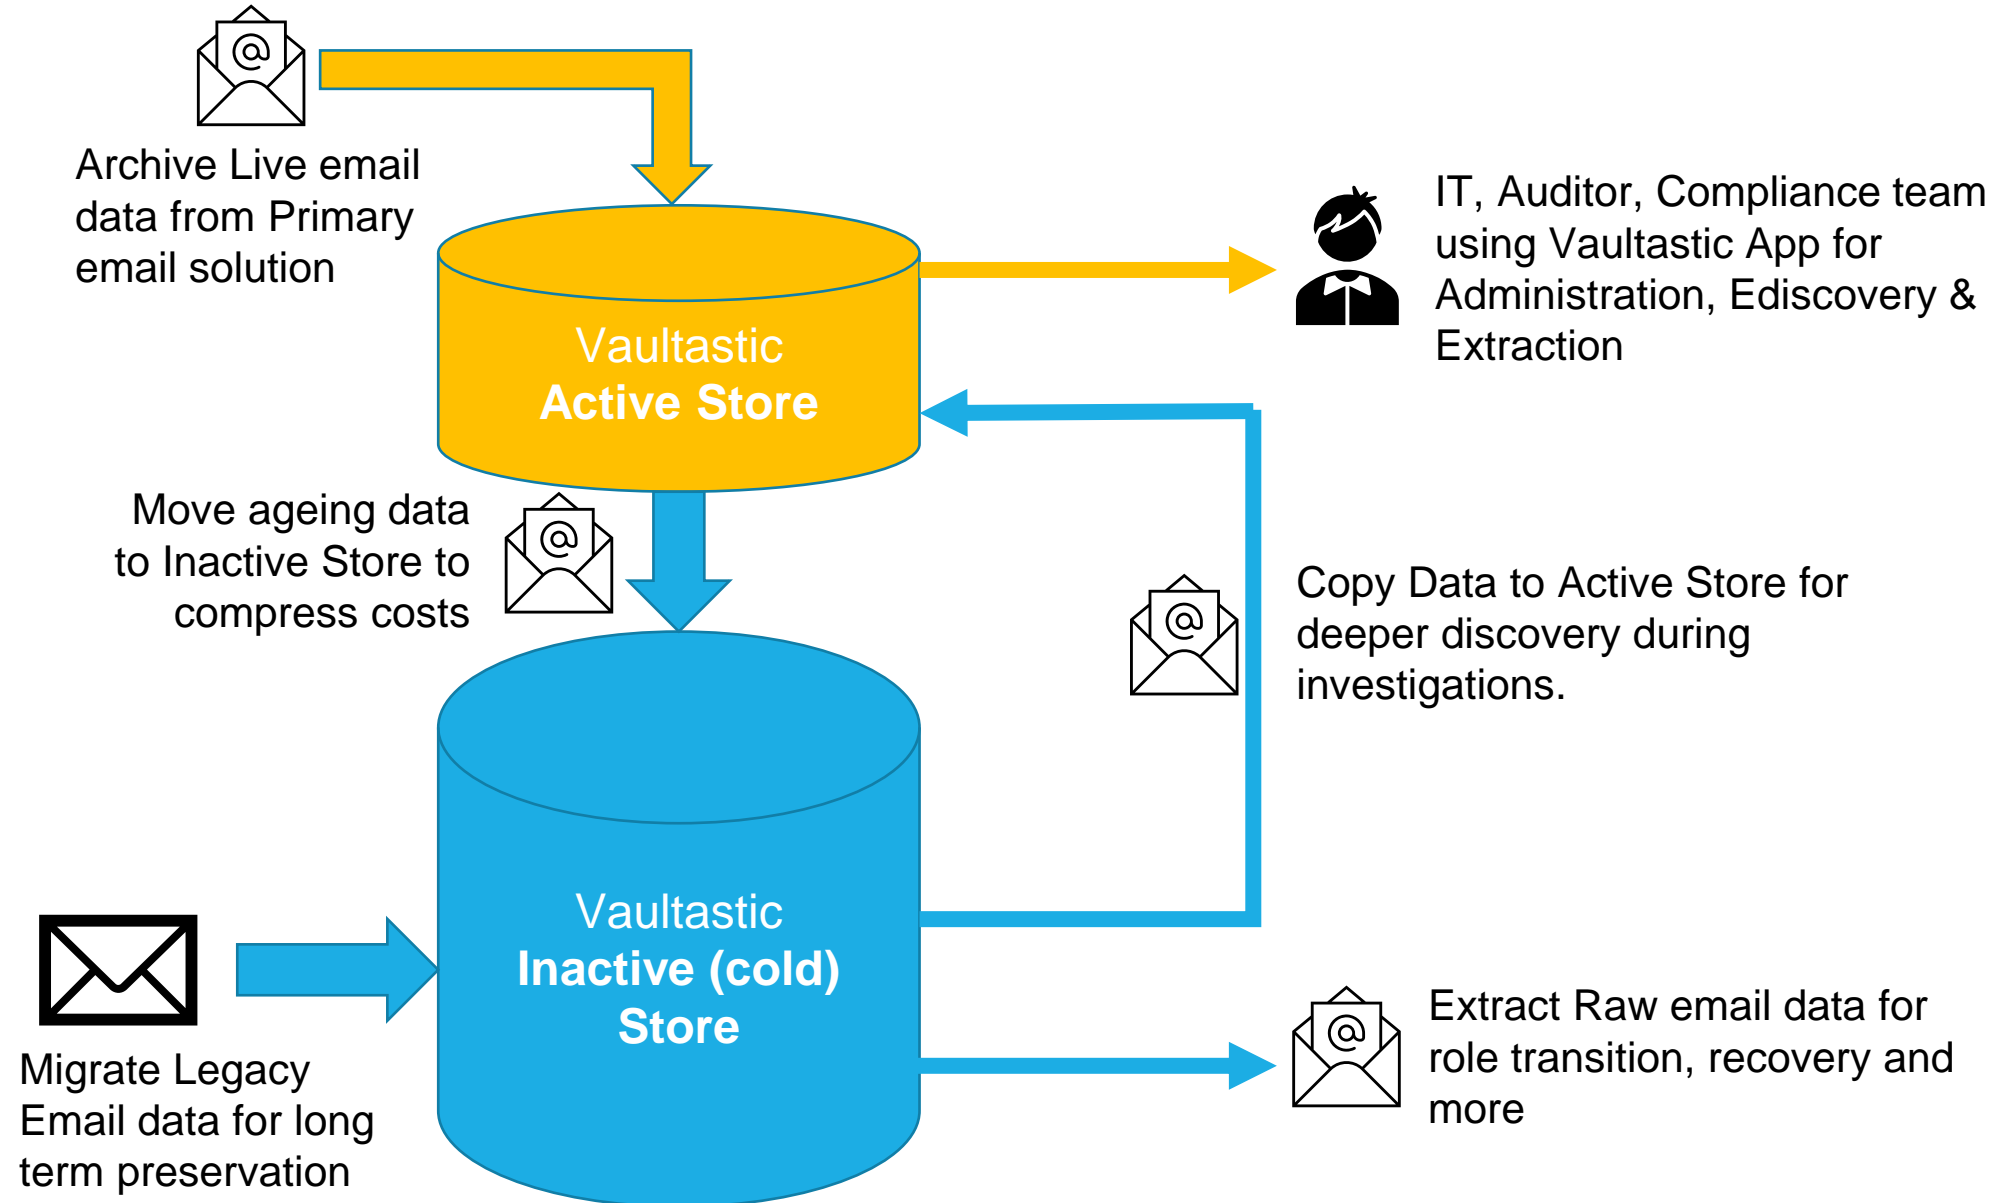 Archive Live email
data from Primary
email solution
IT, Auditor, Compliance team
using Vaultastic App for
Administration, Ediscovery &
Extraction
Vaultastic
Active Store
Move ageing data
to Inactive Store to
compress costs
Copy Data to Active Store for
deeper discovery during
investigations.
Vaultastic
Inactive (cold)
Store
Migrate Legacy
Email data for long
term preservation
Extract Raw email data for
role transition, recovery and
more